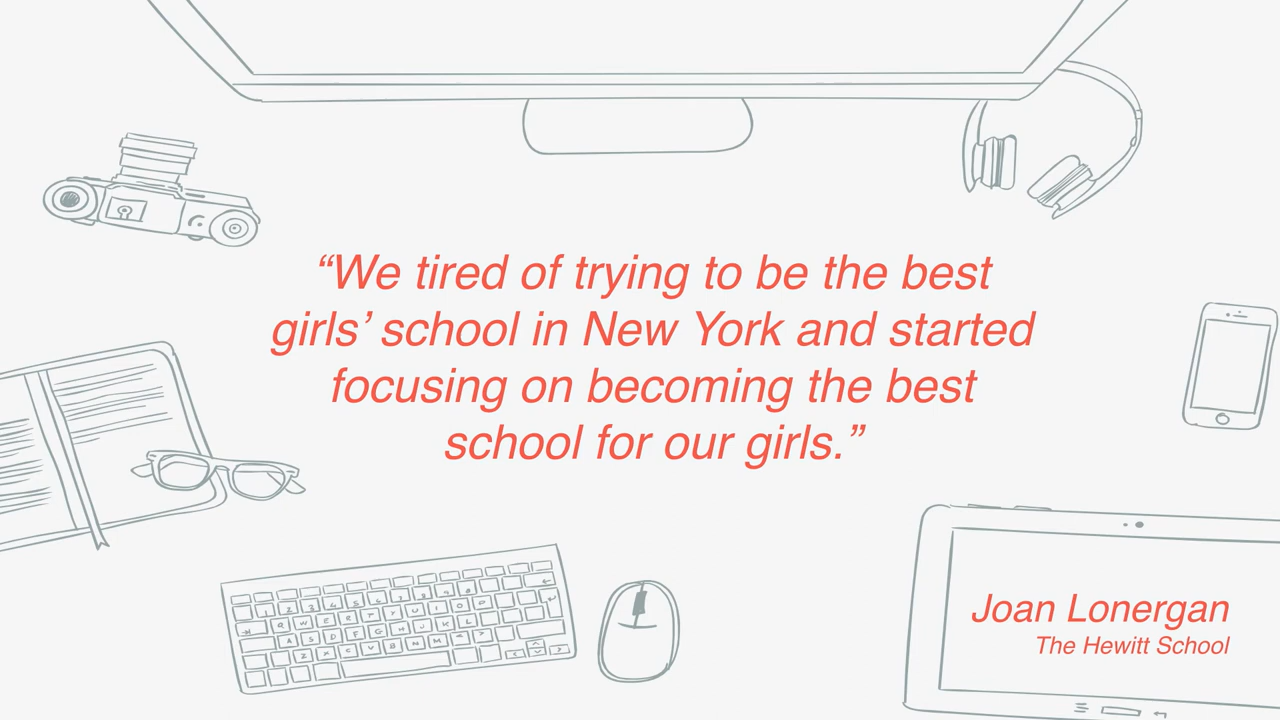 “We tired of trying to be the best
girls’ school in New York and started
focusing on becoming the best
school for our girls.”
Joan Lonergan
The Hewitt School